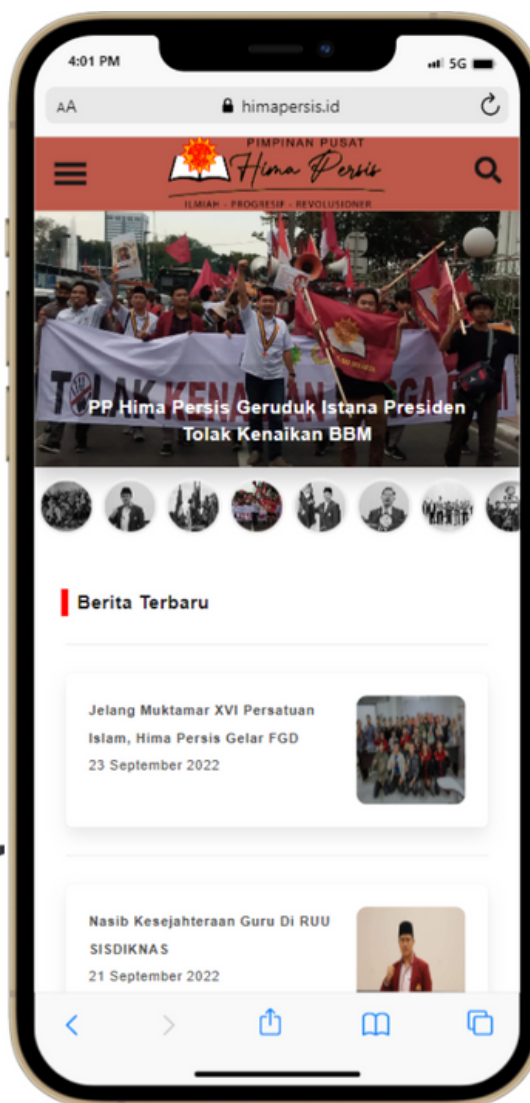 4:01 PM
5G
AA
himapersis.id
PIMPINAN PUSAT
Hima Persis
ILMIAH - PROGRESIF - REVOLUSIONER
TOLAK KENAIKAN
PP Hima Persis Geruduk Istana Presiden
Tolak Kenaikan BBM
Berita Terbaru
Jelang Muktamar XVI Persatuan
Islam, Hima Persis Gelar FGD
23 September 2022
Nasib Kesejahteraan Guru Di RUU
SISDIKNAS
21 September 2022